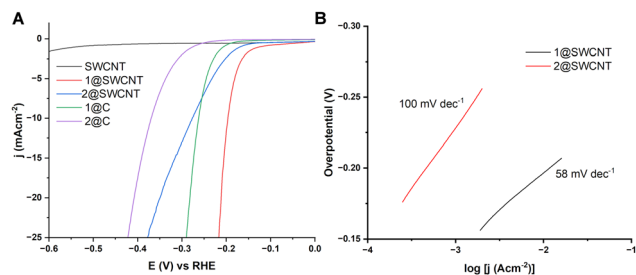 A
SWCNT
1@SWCNT
2@SWCNT
1@C
2@C
j (mAcm⁻²)
0
−5
−10
−15
−20
−25
−0.6 −0.5 −0.4 −0.3 −0.2 −0.1 0.0
E (V) vs RHE
B
1@SWCNT
2@SWCNT
100 mV dec⁻¹
58 mV dec⁻¹
Overpotential (V)
−0.30
−0.25
−0.20
−0.15
−4 −3 −2 −1
log [j (Acm⁻²)]